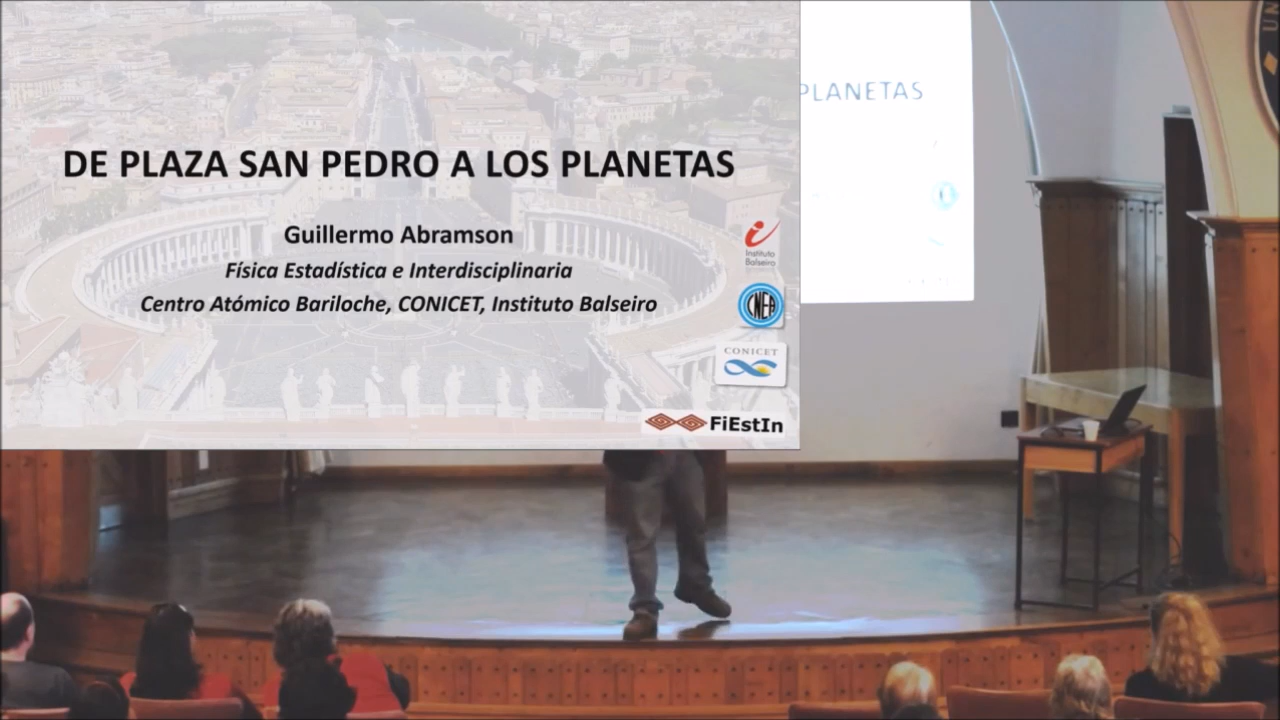 DE PLAZA SAN PEDRO A LOS PLANETAS
Guillermo Abramson
Física Estadística e Interdisciplinaria
Centro Atómico Bariloche, CONICET, Instituto Balseiro
Instituto
Balseiro
CNEA
CONICET
FiEstIn
PLANETAS
UN